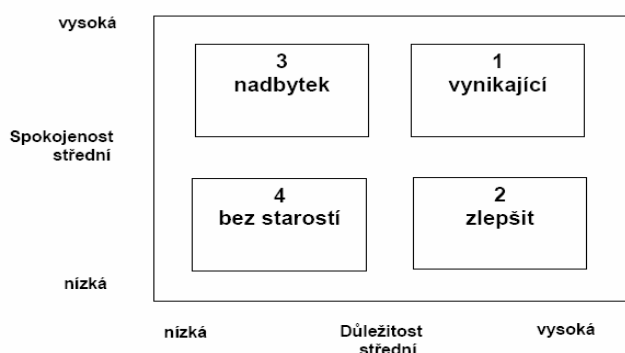 vysoká
3
nadbytek
1
vynikající
Spokojenost
střední
4
bez starostí
2
zlepšit
nízká
nízká
Důležitost
střední
vysoká